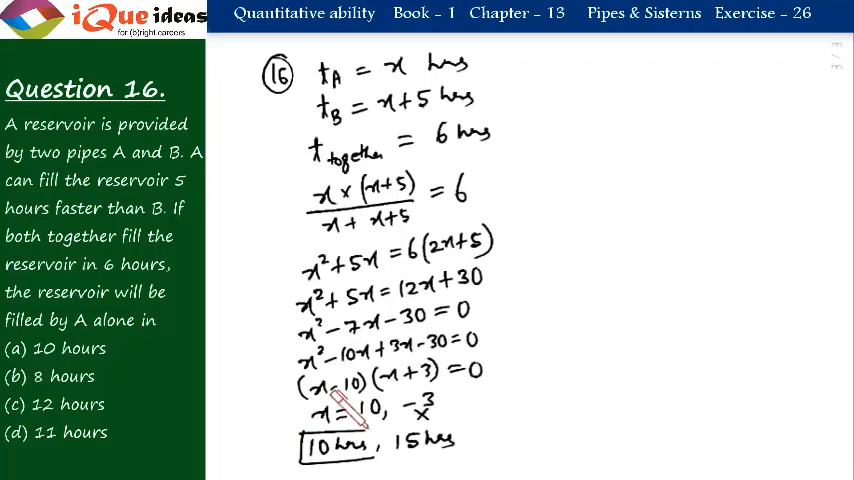 iQue ideas
for (b)right careers
Quantitative ability Book - 1 Chapter - 13 Pipes & Sisterns Exercise - 26
Question 16.
A reservoir is provided
by two pipes A and B. A
can fill the reservoir 5
hours faster than B. If
both together fill the
reservoir in 6 hours,
the reservoir will be
filled by A alone in
(a) 10 hours
(b) 8 hours
(c) 12 hours
(d) 11 hours
16 t_A = x hrs
t_B = x+5 hrs
t_together = 6 hrs
x × (x+5) / x + x+5 = 6
x² + 5x = 6(2x+5)
x² + 5x = 12x + 30
x² - 7x - 30 = 0
x² - 10x + 3x - 30 = 0
(x - 10) (x + 3) = 0
x = 10, -3
×
10 hrs, 15 hrs